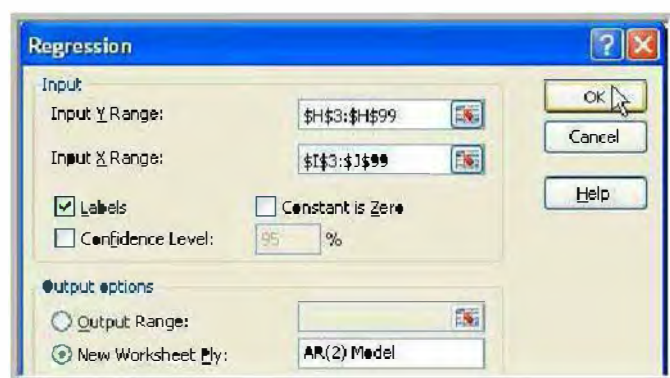 Regression
Input
Input Y Range: $H$3:$H$99
Input X Range: $I$3:$J$99
Labels Constant is Zero
Confidence Level: 95 %
OK
Cancel
Help
Output options
Output Range:
New Worksheet Ply: AR(2) Model